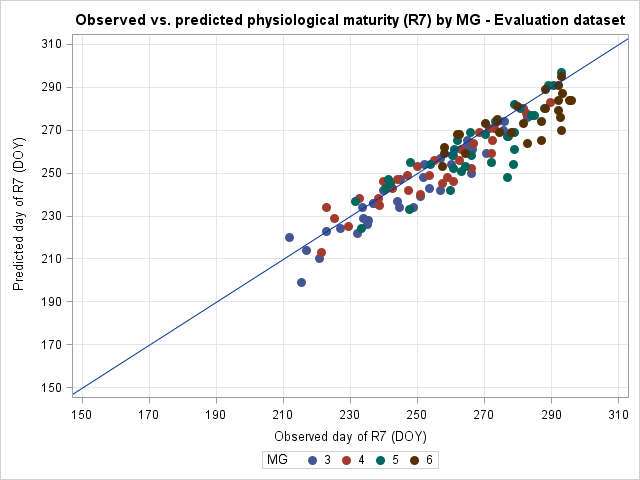 Observed vs. predicted physiological maturity (R7) by MG - Evaluation dataset
Predicted day of R7 (DOY)
310
290
270
250
230
210
190
170
150
150 170 190 210 230 250 270 290 310
Observed day of R7 (DOY)
MG 3 4 5 6